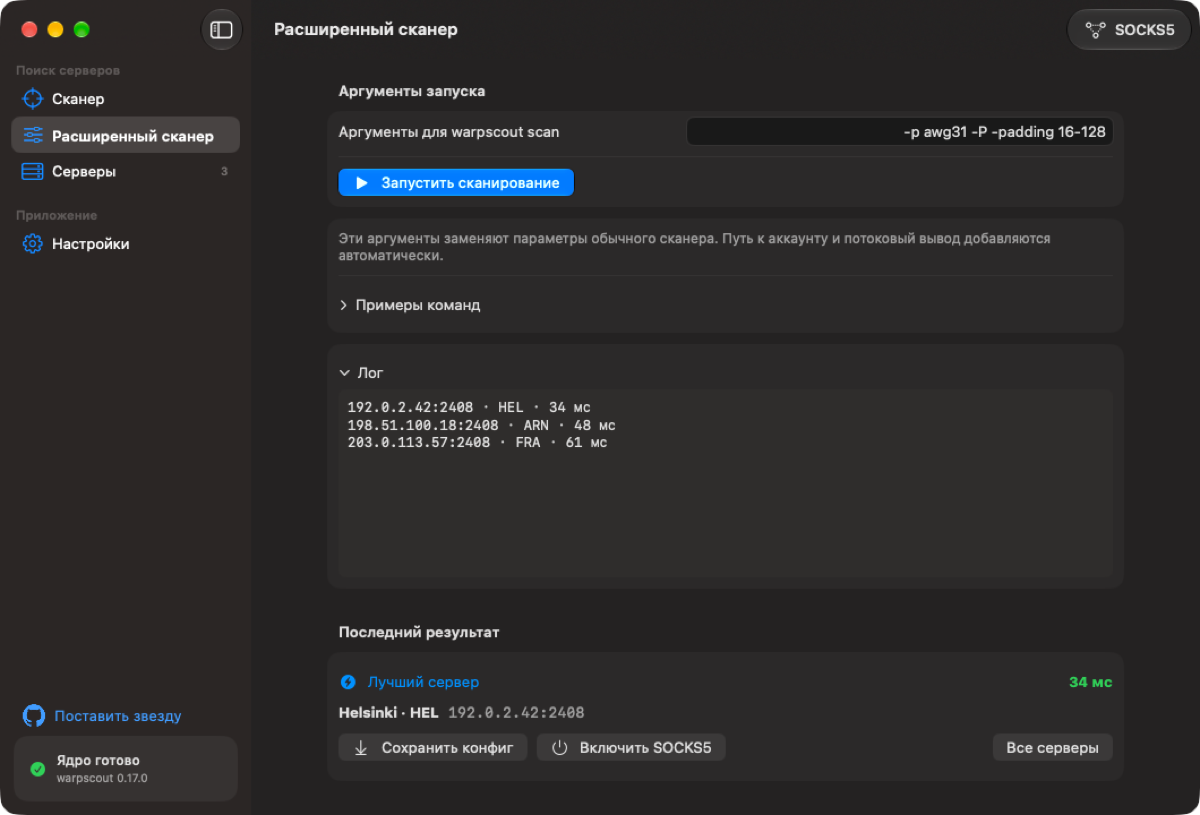 Расширенный сканер
SOCKS5
Поиск серверов
Сканер
Расширенный сканер
Серверы 3
Приложение
Настройки
Поставить звезду
Ядро готово
warpscout 0.17.0
Аргументы запуска
Аргументы для warpscout scan -p awg31 -P -padding 16-128
Запустить сканирование
Эти аргументы заменяют параметры обычного сканера. Путь к аккаунту и потоковый вывод добавляются
автоматически.
Примеры команд
Лог
192.0.2.42:2408 · HEL · 34 мс
198.51.100.18:2408 · ARN · 48 мс
203.0.113.57:2408 · FRA · 61 мс
Последний результат
Лучший сервер 34 мс
Helsinki · HEL 192.0.2.42:2408
Сохранить конфиг Включить SOCKS5 Все серверы